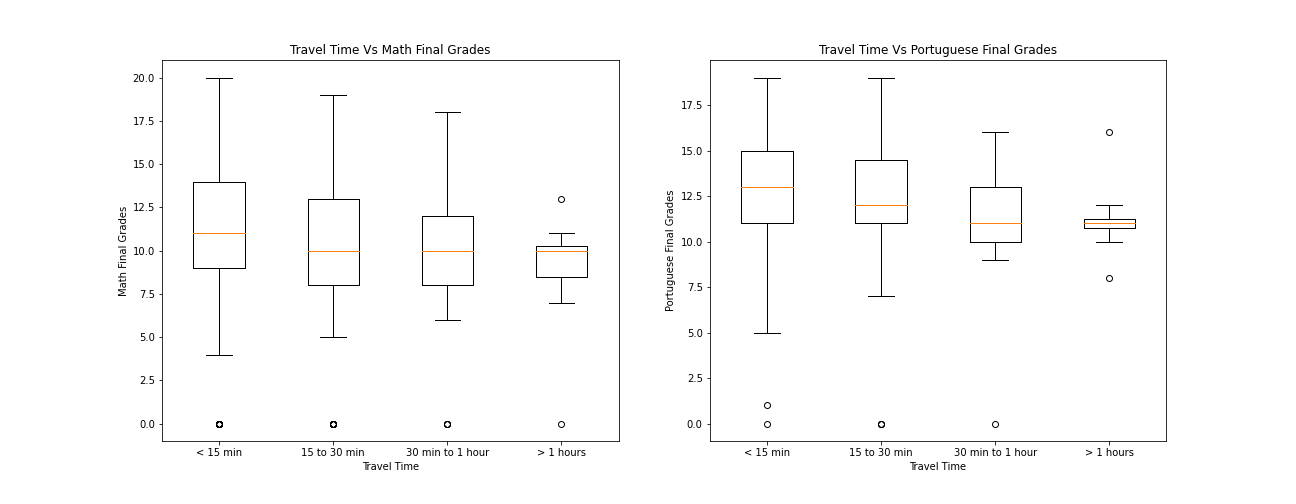 Travel Time Vs Math Final Grades
20.0
17.5
15.0
12.5
10.0
7.5
5.0
2.5
0.0
Math Final Grades
< 15 min
15 to 30 min
30 min to 1 hour
> 1 hours
Travel Time
Travel Time Vs Portuguese Final Grades
17.5
15.0
12.5
10.0
7.5
5.0
2.5
0.0
Portuguese Final Grades
< 15 min
15 to 30 min
30 min to 1 hour
> 1 hours
Travel Time